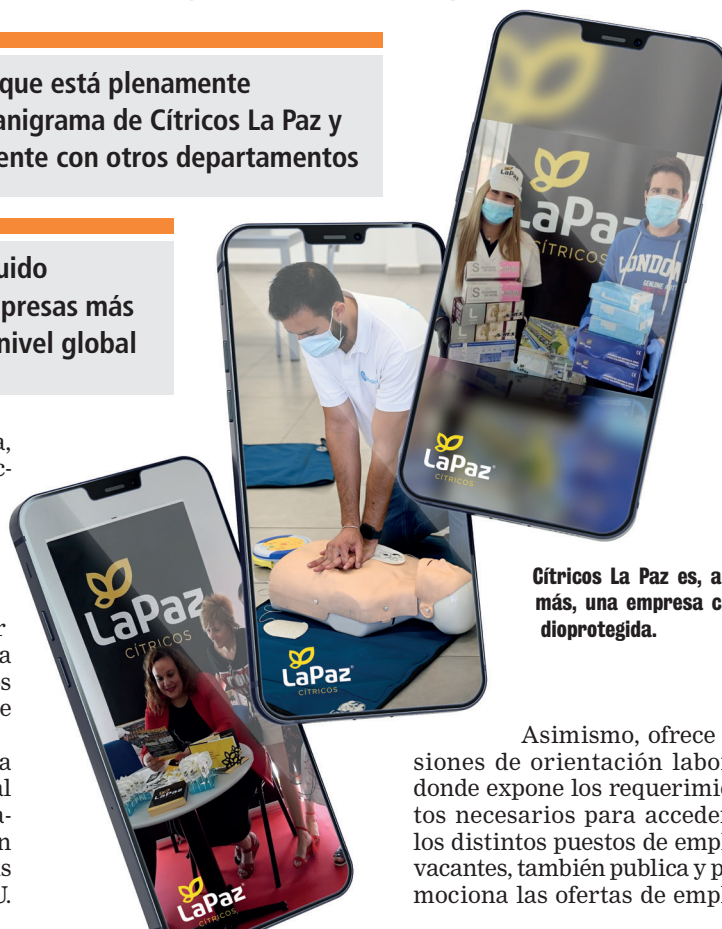 que está plenamente
anigrama de Cítricos La Paz y
ente con otros departamentos
uido
presas más
nivel global
a,
c-
r
a
s
e
a
al
a-
n
s
U.
LaPaz
CÍTRICOS
LaPaz
CÍTRICOS
LaPaz
CÍTRICOS
LaPaz
CÍTRICOS
LaPaz
LaPaz
CÍTRICOS
LONDO
Cítricos La Paz es, a
más, una empresa c
dioprotegida.
Asimismo, ofrece
siones de orientación labor
donde expone los requerimie
tos necesarios para acceder
los distintos puestos de empl
vacantes, también publica y p
mociona las ofertas de empl